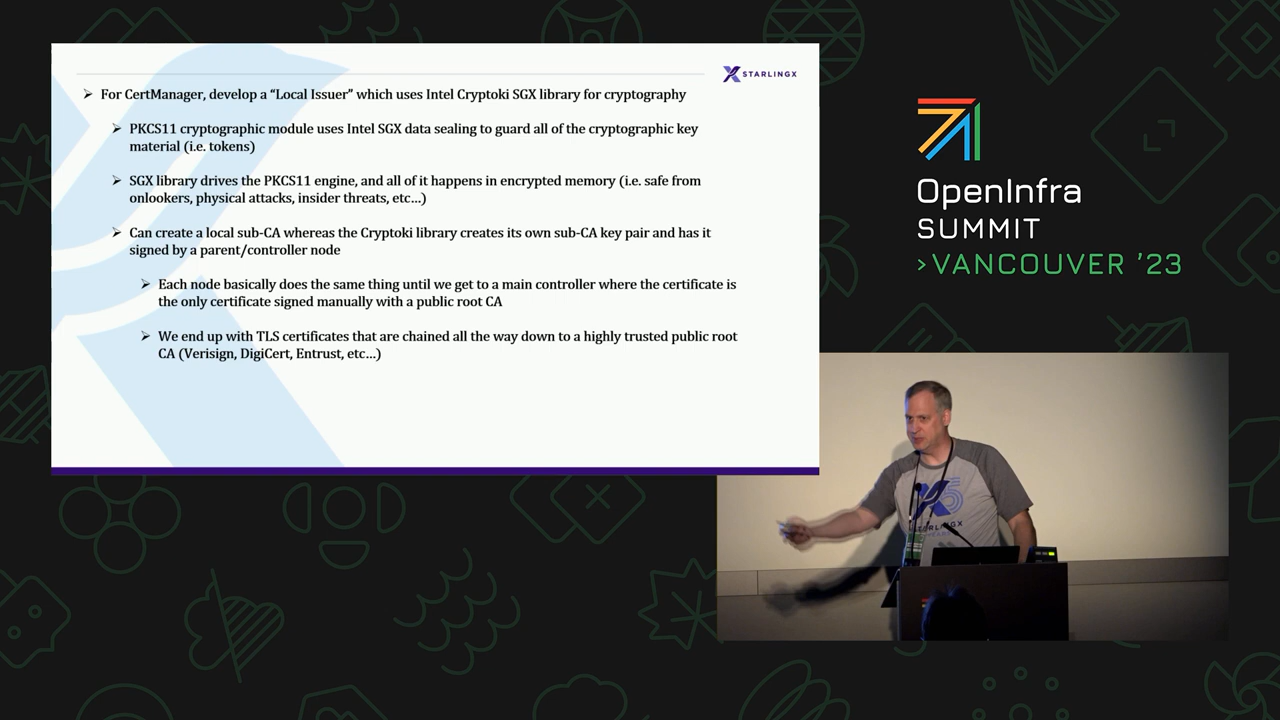 STARLINGX
➢ For CertManager, develop a “Local Issuer” which uses Intel Cryptoki SGX library for cryptography
➢ PKCS11 cryptographic module uses Intel SGX data sealing to guard all of the cryptographic key
material (i.e. tokens)
➢ SGX library drives the PKCS11 engine, and all of it happens in encrypted memory (i.e. safe from
onlookers, physical attacks, insider threats, etc…)
➢ Can create a local sub-CA whereas the Cryptoki library creates its own sub-CA key pair and has it
signed by a parent/controller node
➢ Each node basically does the same thing until we get to a main controller where the certificate is
the only certificate signed manually with a public root CA
➢ We end up with TLS certificates that are chained all the way down to a highly trusted public root
CA (Verisign, DigiCert, Entrust, etc…)
OpenInfra
SUMMIT
>VANCOUVER ’23